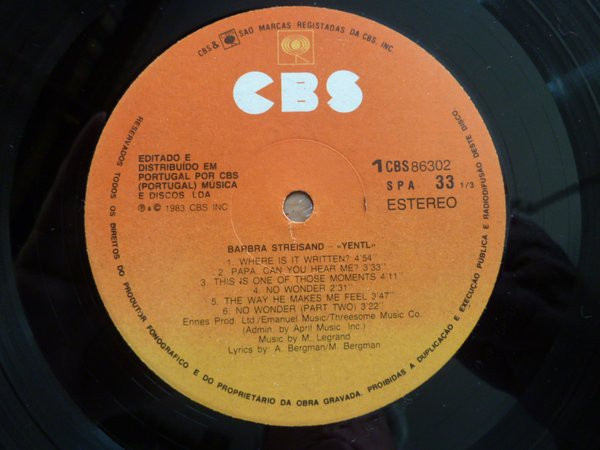 CBS & SAO MARCAS REGISTADAS DA CBS, INC.
CBS
EDITADO E
DISTRIBUÍDO EM
PORTUGAL POR CBS
(PORTUGAL) MUSICA
E DISCOS LDA
℗ & © 1983 CBS INC
1 CBS 86302
SPA 33 1/3
ESTEREO
BARBRA STREISAND - «YENTL»
1. WHERE IS IT WRITTEN? 4'54''
2. PAPA, CAN YOU HEAR ME? 3'33''
3. THIS IS ONE OF THOSE MOMENTS 4'11''
4. NO WONDER 2'31'
5. THE WAY HE MAKES ME FEEL 3'47''
6. NO WONDER (PART TWO) 3'22''
Ennes Prod. Ltd./Emanuel Music/Threesome Music Co.
(Admin. by April Music Inc.)
Music by M. Legrand
Lyrics by: A. Bergman/M. Bergman
RESERVADOS TODOS OS DIREITOS DO PRODUTOR FONOGRAFICO E DO PROPRIETÁRIO DA OBRA GRAVADA. PROIBIDAS A DUPLICAÇÃO E EXECUÇÃO PÚBLICA E RADIODIFUSÃO DESTE DISCO